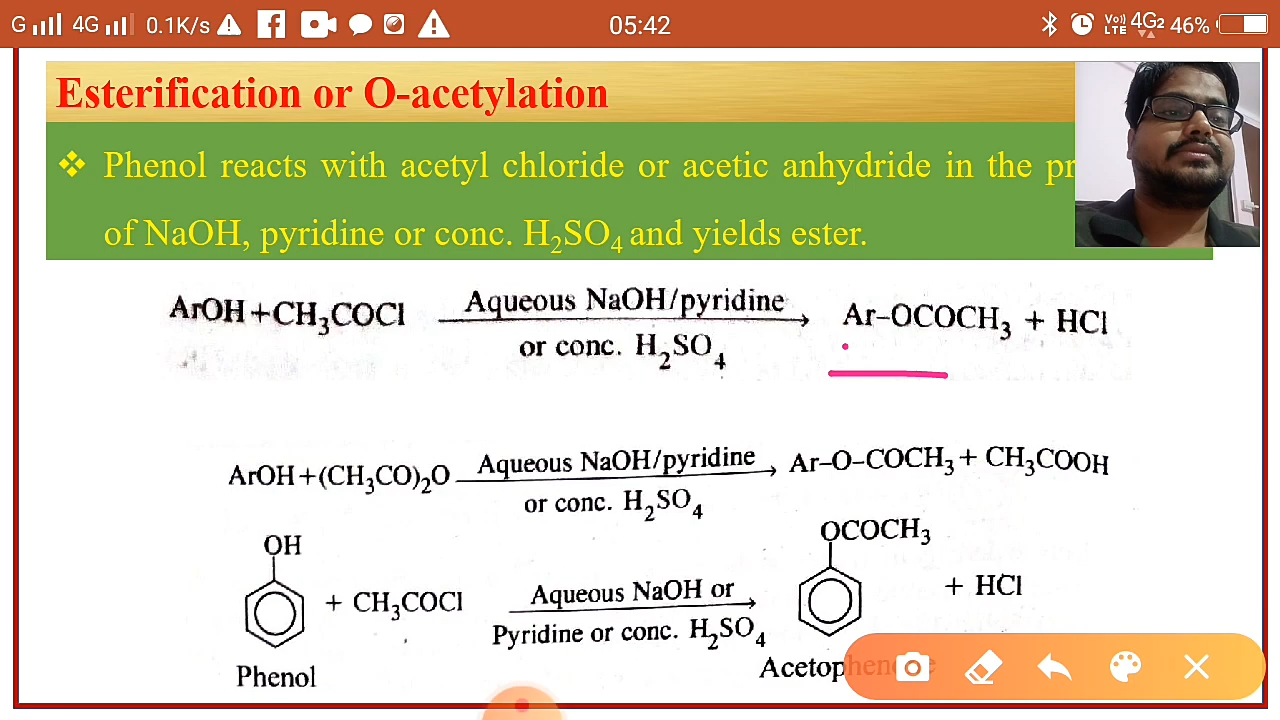 G 4G 0.1K/s 05:42 Vo)) LTE 4G2 46%
Esterification or O-acetylation
❖ Phenol reacts with acetyl chloride or acetic anhydride in the
of NaOH, pyridine or conc. H₂SO₄ and yields ester.
ArOH+CH₃COCl Aqueous NaOH/pyridine Ar–OCOCH₃ + HCl
or conc. H₂SO₄
ArOH+(CH₃CO)₂O Aqueous NaOH/pyridine Ar–O–COCH₃+ CH₃COOH
or conc. H₂SO₄
OH OCOCH₃
+ CH₃COCl Aqueous NaOH or + HCl
Pyridine or conc. H₂SO₄
Phenol